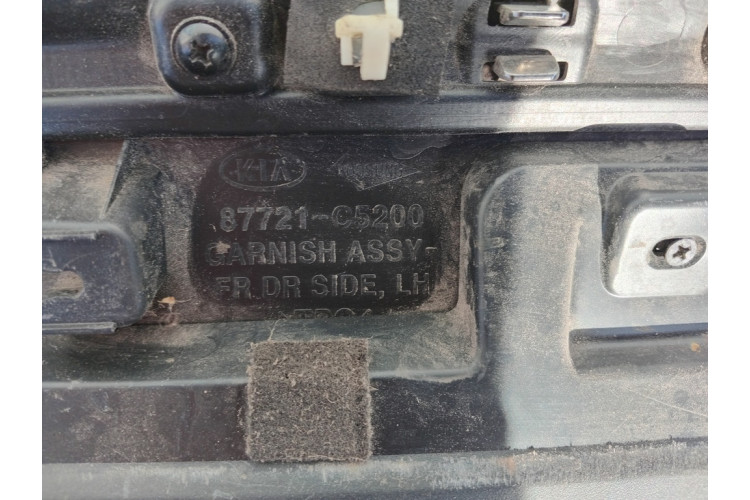 KIA
87721-C5200
GARNISH ASSY-
FR DR SIDE, LH